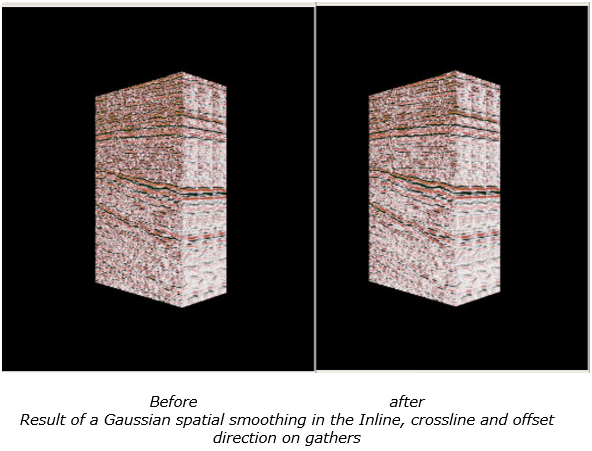 Before after
Result of a Gaussian spatial smoothing in the Inline, crossline and offset
direction on gathers